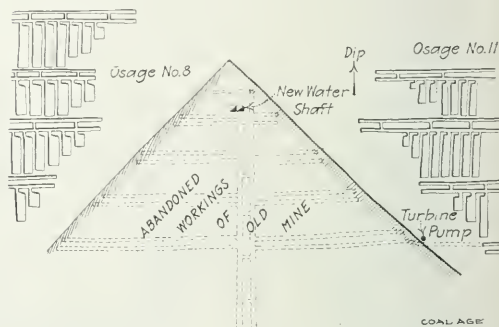 Osage No.8
Dip
Osage No.11
New Water
Shaft
ABANDONED
WORKINGS
OF OLD
MINE
Turbine
Pump
COAL AGE